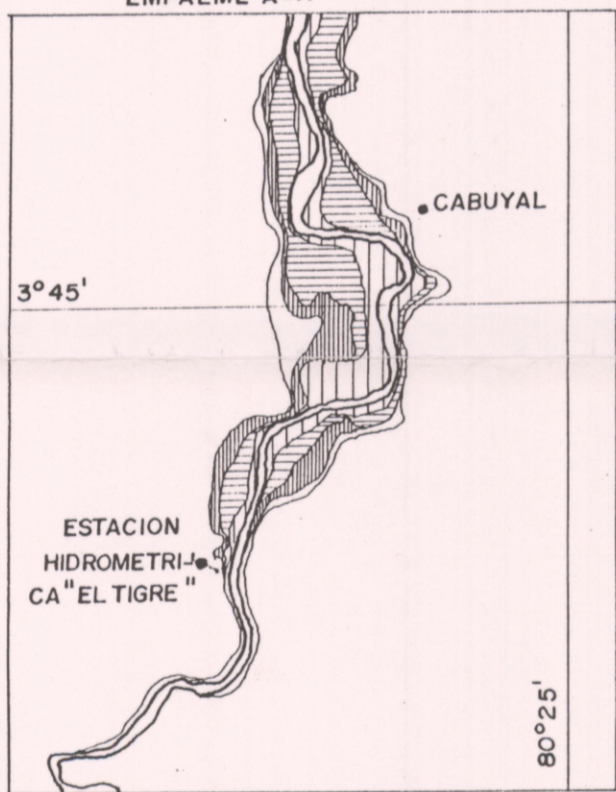 CABUYAL
3°45'
ESTACION
HIDROMETRI-
CA "EL TIGRE"
80°25'